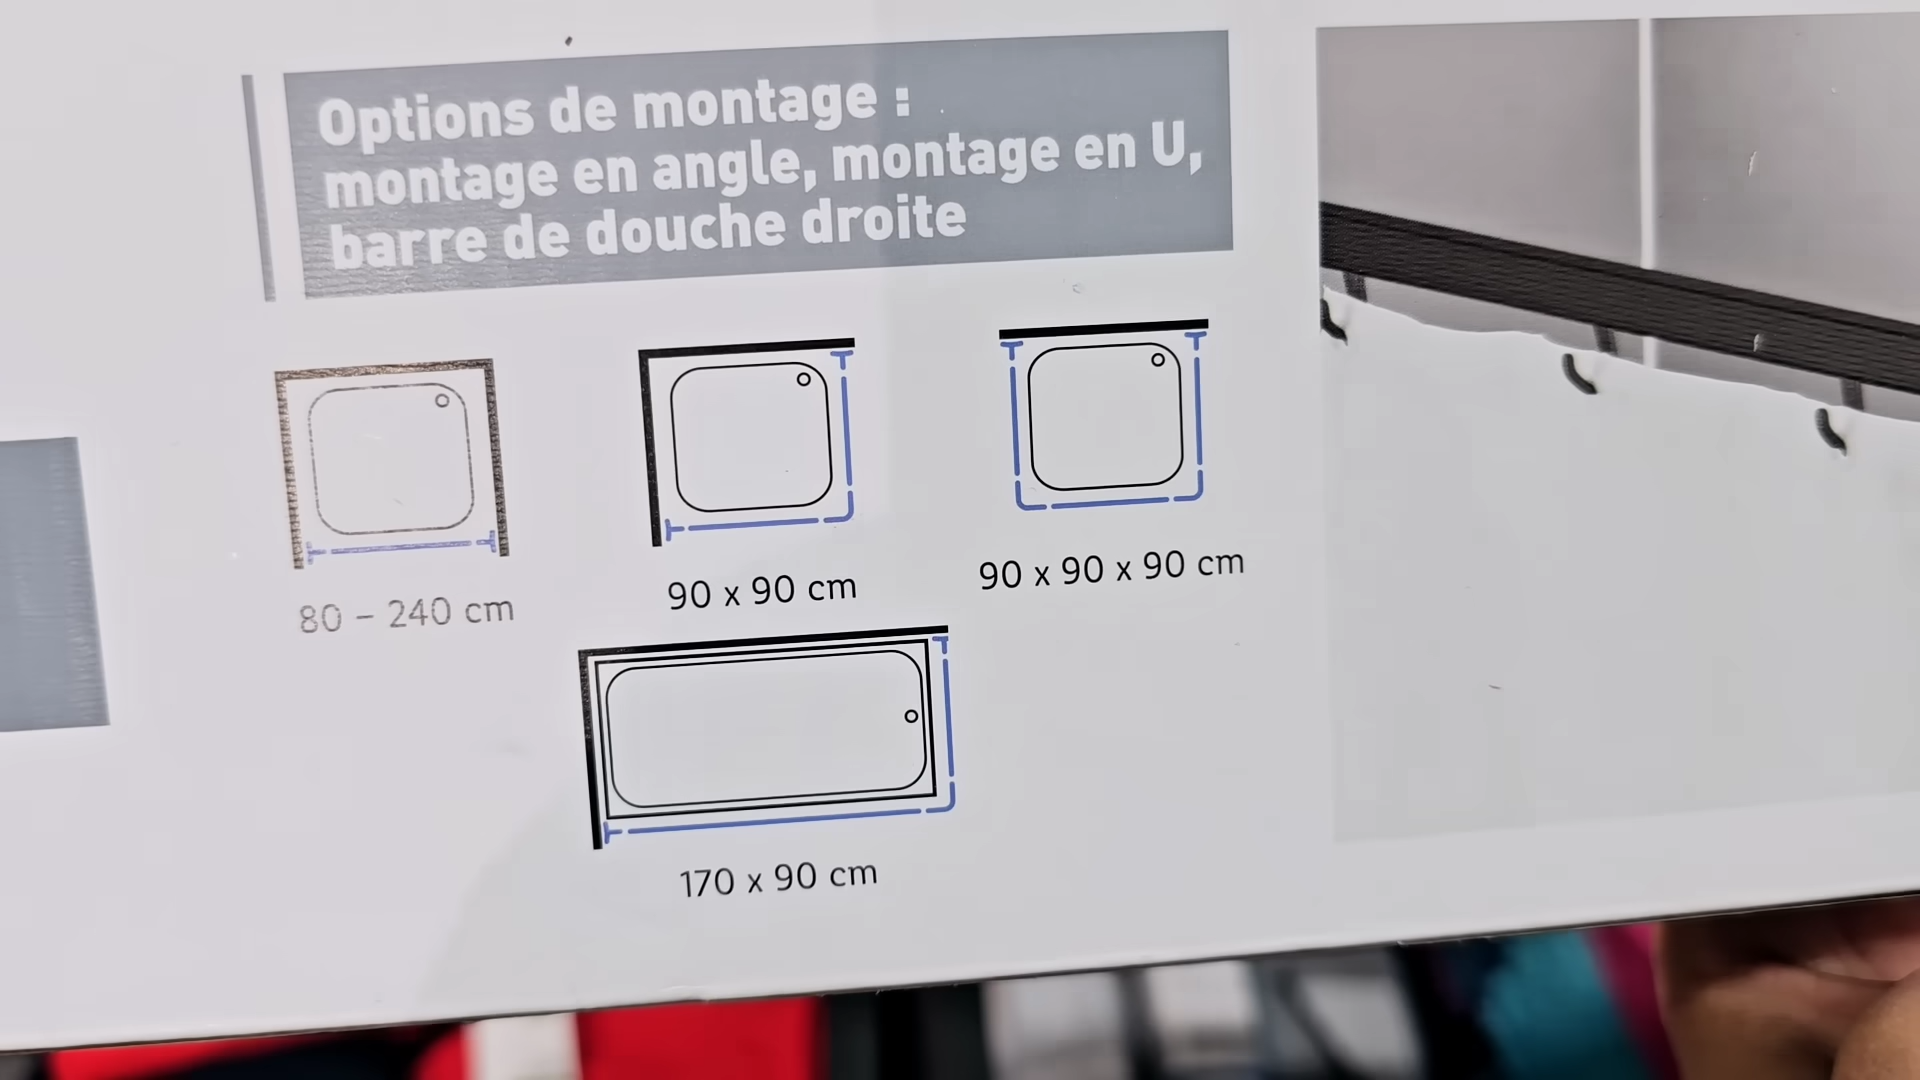 Options de montage :
montage en angle, montage en U,
barre de douche droite
80 – 240 cm
90 x 90 cm
90 x 90 x 90 cm
170 x 90 cm